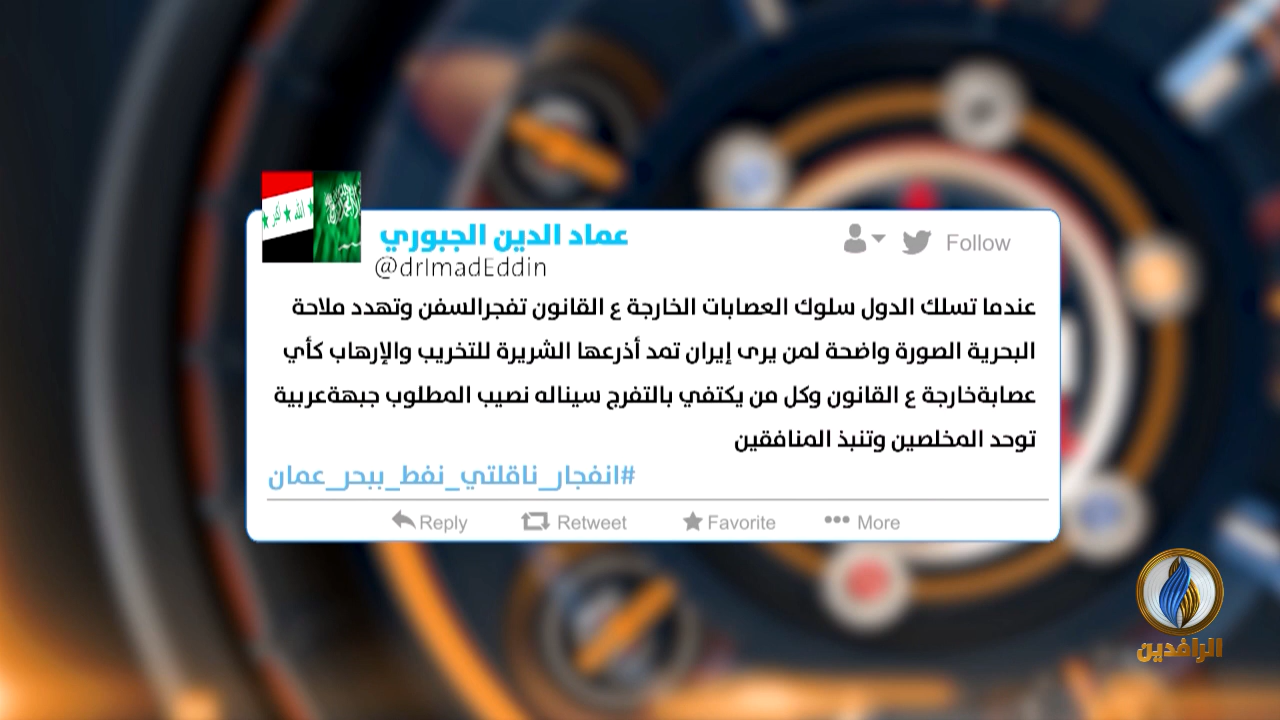 عماد الدين الجبوري
@drImadEddin
Follow
عندما تسلك الدول سلوك العصابات الخارجة ع القانون تفجرالسفن وتهدد ملاحة
البحرية الصورة واضحة لمن يرى إيران تمد أذرعها الشريرة للتخريب والإرهاب كأي
عصابةخارجة ع القانون وكل من يكتفي بالتفرج سيناله نصيب المطلوب جبهةعربية
توحد المخلصين وتنبذ المنافقين
#انفجار_ناقلتي_نفط_ببحر_عمان
Reply Retweet Favorite More
الرافدين
الله أكبر